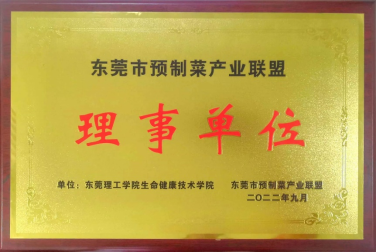 东莞市预制菜产业联盟
理事单位
单位：东莞理工学院生命健康技术学院 东莞市预制菜产业联盟
二〇二二年九月